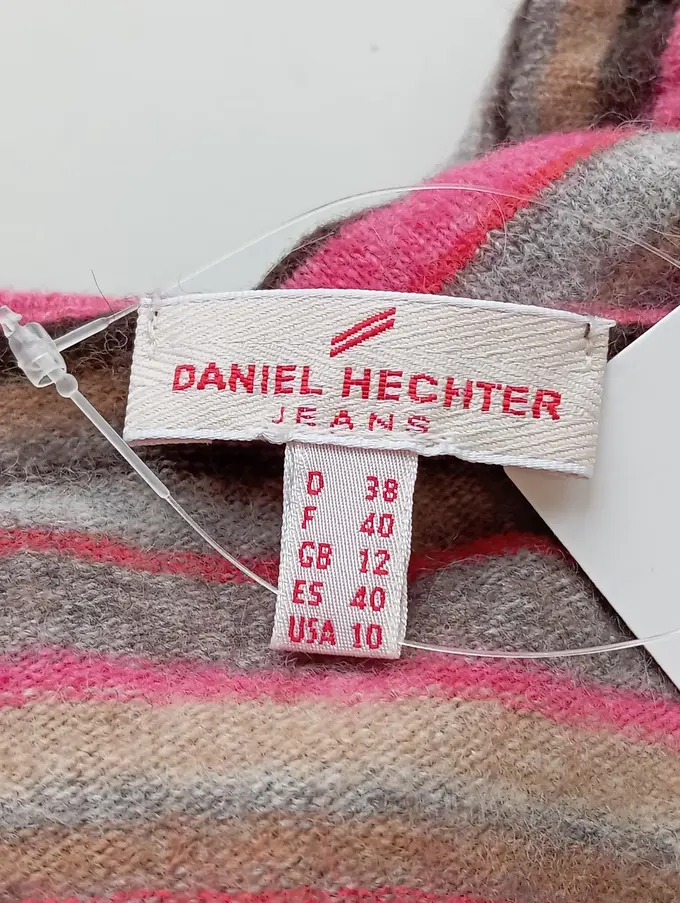 DANIEL HECHTER
JEANS
D 38
F 40
GB 12
ES 40
USA 10